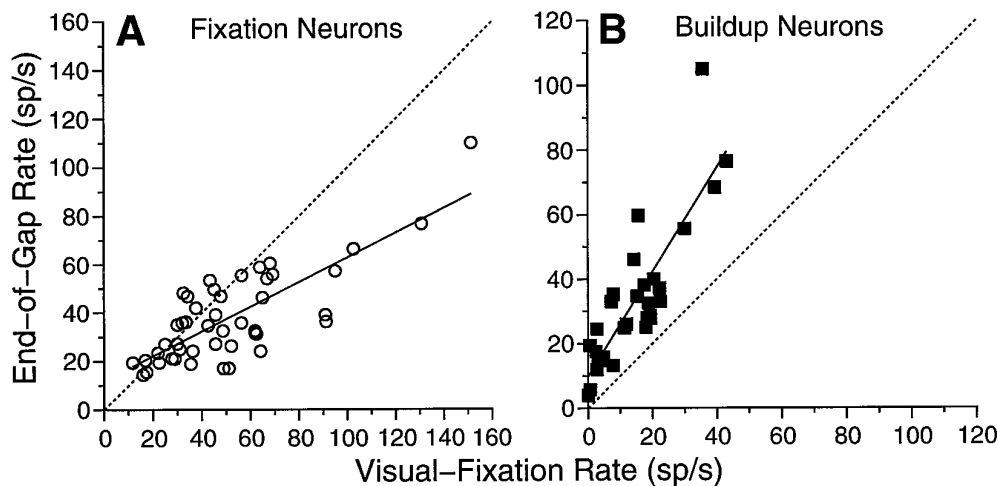 A Fixation Neurons
B Buildup Neurons
End–of–Gap Rate (sp/s)
160
140
120
100
80
60
40
20
0
0 20 40 60 80 100 120 140 160
120
100
80
60
40
20
0
0 20 40 60 80 100 120
Visual–Fixation Rate (sp/s)